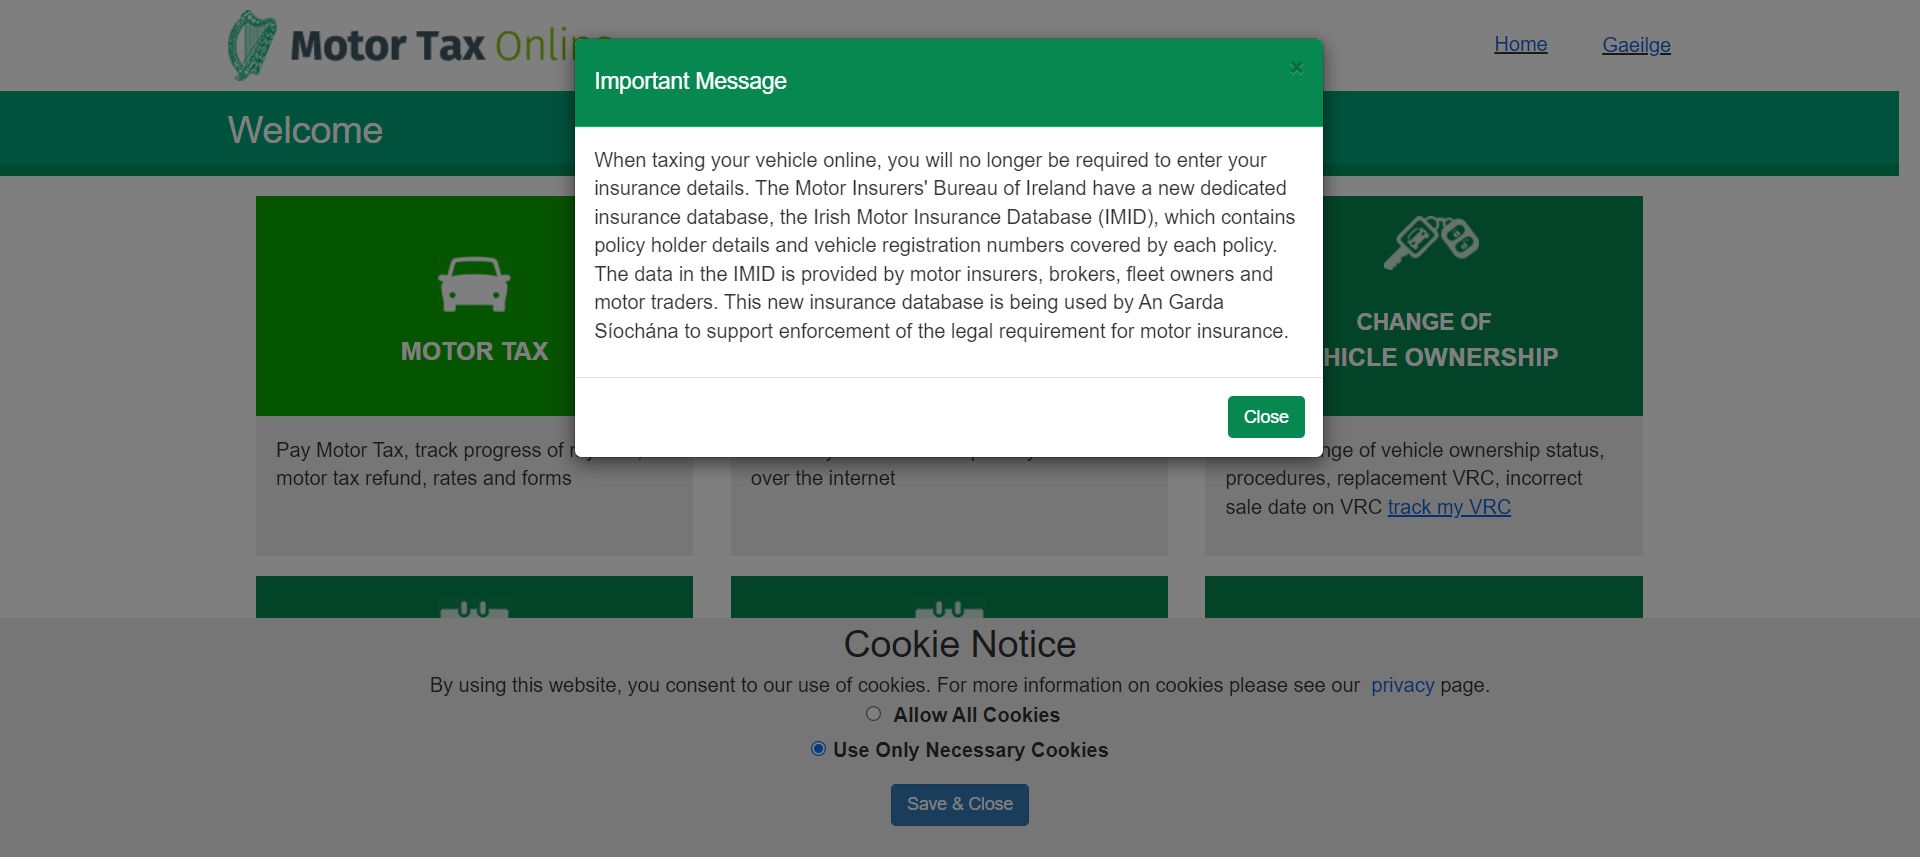 Motor Tax Online
Home
Gaeilge
Important Message
×
Welcome
When taxing your vehicle online, you will no longer be required to enter your
insurance details. The Motor Insurers' Bureau of Ireland have a new dedicated
insurance database, the Irish Motor Insurance Database (IMID), which contains
policy holder details and vehicle registration numbers covered by each policy.
The data in the IMID is provided by motor insurers, brokers, fleet owners and
motor traders. This new insurance database is being used by An Garda
Síochána to support enforcement of the legal requirement for motor insurance.
Close
MOTOR TAX
CHANGE OF
HICLE OWNERSHIP
Pay Motor Tax, track progress of
motor tax refund, rates and forms
over the internet
nge of vehicle ownership status,
procedures, replacement VRC, incorrect
sale date on VRC track my VRC
Cookie Notice
By using this website, you consent to our use of cookies. For more information on cookies please see our privacy page.
Allow All Cookies
Use Only Necessary Cookies
Save & Close